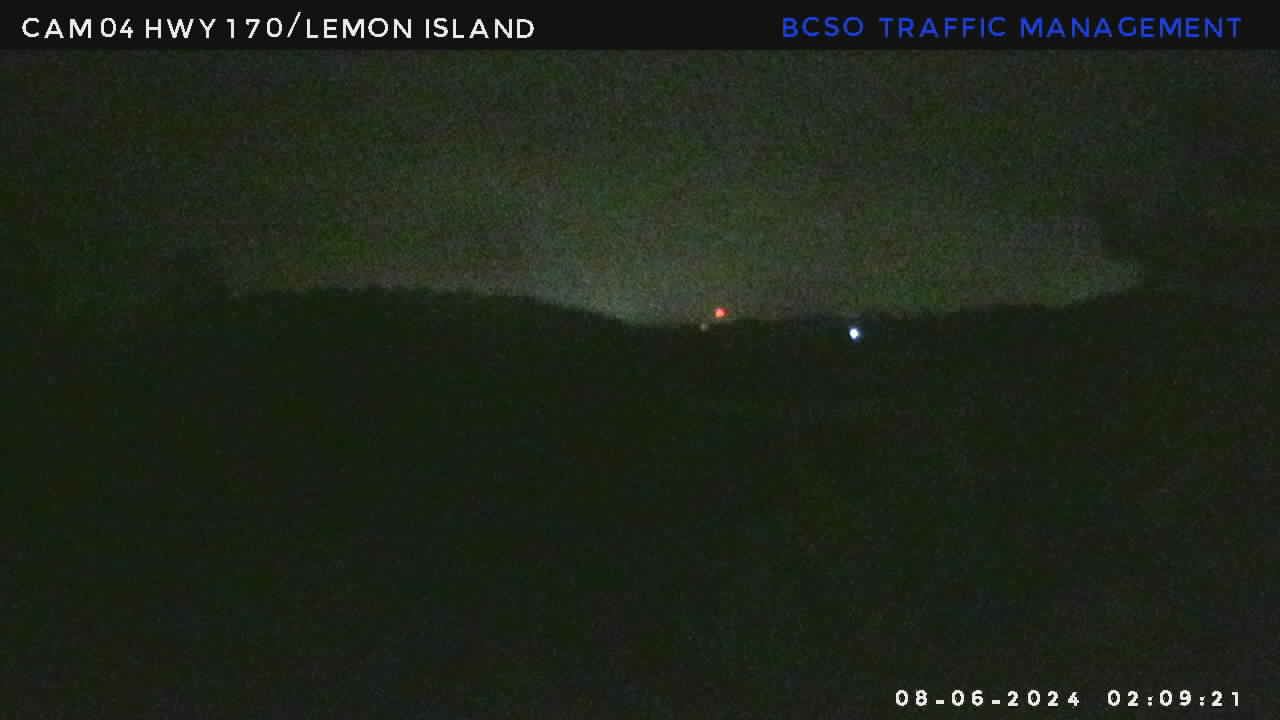 CAM04 HWY 170/LEMON ISLAND
BCSO TRAFFIC MANAGEMENT
08-06-2024 02:09:21